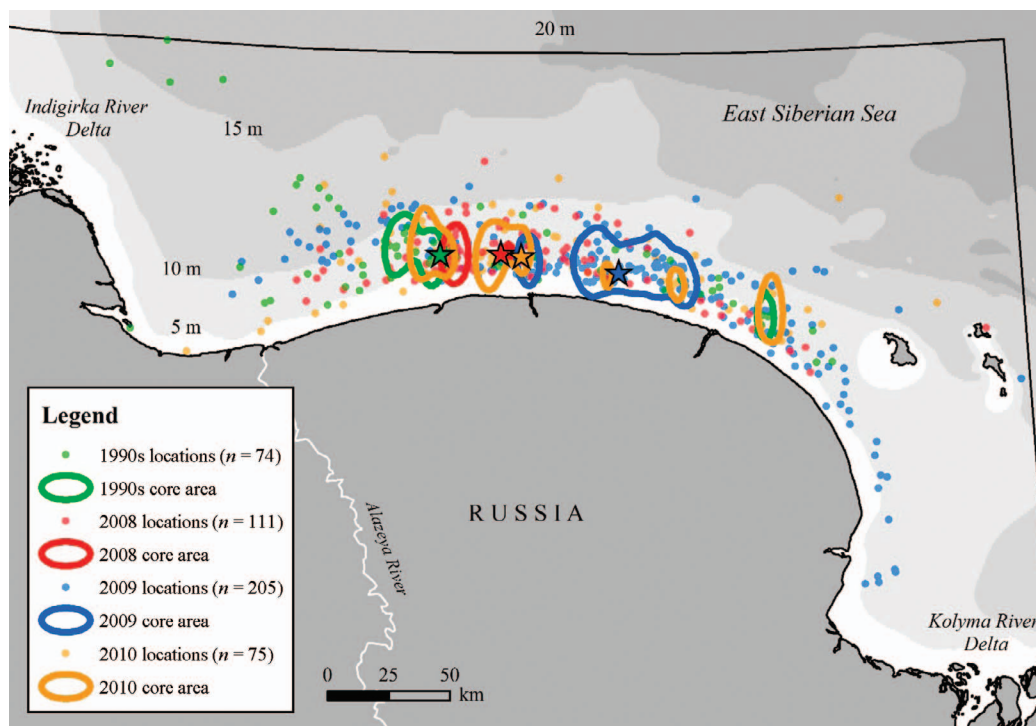 20 m
Indigirka River
Delta
East Siberian Sea
15 m
10 m
5 m
Legend
1990s locations (n = 74)
1990s core area
2008 locations (n = 111)
2008 core area
2009 locations (n = 205)
2009 core area
2010 locations (n = 75)
2010 core area
Alazeya River
RUSSIA
0 25 50
km
Kolyma River
Delta